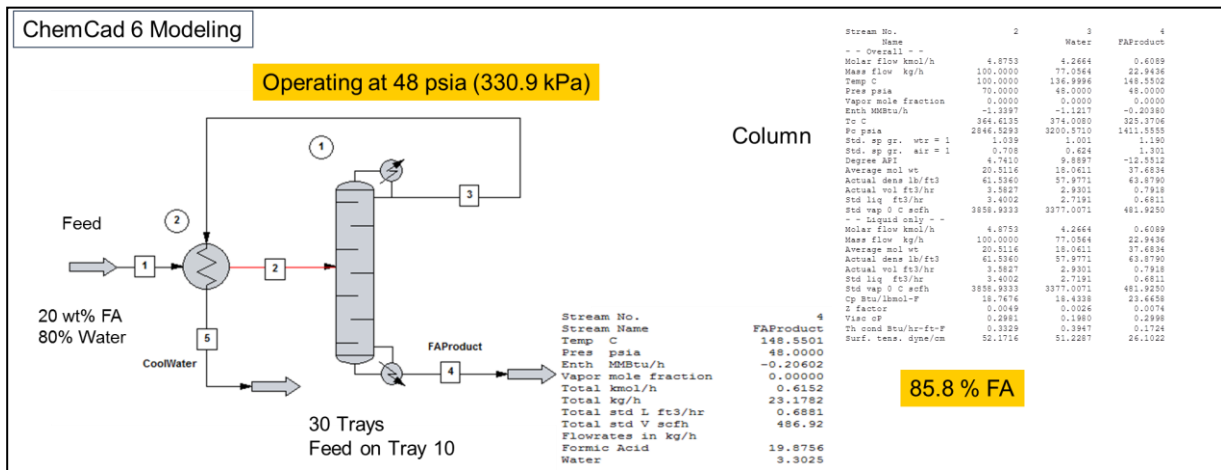 ChemCad 6 Modeling
Operating at 48 psia (330.9 kPa)
1
3
2
Feed
1
2
20 wt% FA
80% Water
5
CoolWater
FAProduct
4
30 Trays
Feed on Tray 10
Column
Stream No. 2 3 4
Name Water FAProduct
- - Overall - -
Molar flow kmol/h 4.8753 4.2664 0.6089
Mass flow kg/h 100.0000 77.0564 22.9436
Temp C 100.0000 136.9996 148.5502
Pres psia 70.0000 48.0000 48.0000
Vapor mole fraction 0.0000 0.0000 0.0000
Enth MMBtu/h -1.3397 -1.1217 -0.20380
Tc C 364.6135 374.0080 325.3706
Pc psia 2846.5293 3200.5710 1411.5555
Std. sp gr. wtr = 1 1.039 1.001 1.190
Std. sp gr. air = 1 0.708 0.624 1.301
Degree API 4.7410 9.8897 -12.5512
Average mol wt 20.5116 18.0611 37.6834
Actual dens lb/ft3 61.5360 57.9771 63.8790
Actual vol ft3/hr 3.5827 2.9301 0.7918
Std liq ft3/hr 3.4002 2.7191 0.6811
Std vap 0 C scfh 3858.9333 3377.0071 481.9250
- - Liquid only - -
Molar flow kmol/h 4.8753 4.2664 0.6089
Mass flow kg/h 100.0000 77.0564 22.9436
Average mol wt 20.5116 18.0611 37.6834
Actual dens lb/ft3 61.5360 57.9771 63.8790
Actual vol ft3/hr 3.5827 2.9301 0.7918
Std liq ft3/hr 3.4002 2.7191 0.6811
Std vap 0 C scfh 3858.9333 3377.0071 481.9250
Cp Btu/lbmol-F 18.7676 18.4338 23.6658
Z factor 0.0049 0.0026 0.0074
Visc cP 0.2981 0.1980 0.2998
Th cond Btu/hr-ft-F 0.3329 0.3947 0.1724
Surf. tens. dyne/cm 52.1716 51.2287 26.1022
Stream No. 4
Stream Name FAProduct
Temp C 148.5501
Pres psia 48.0000
Enth MMBtu/h -0.20602
Vapor mole fraction 0.00000
Total kmol/h 0.6152
Total kg/h 23.1782
Total std L ft3/hr 0.6881
Total std V scfh 486.92
Flowrates in kg/h
Formic Acid 19.8756
Water 3.3025
85.8 % FA